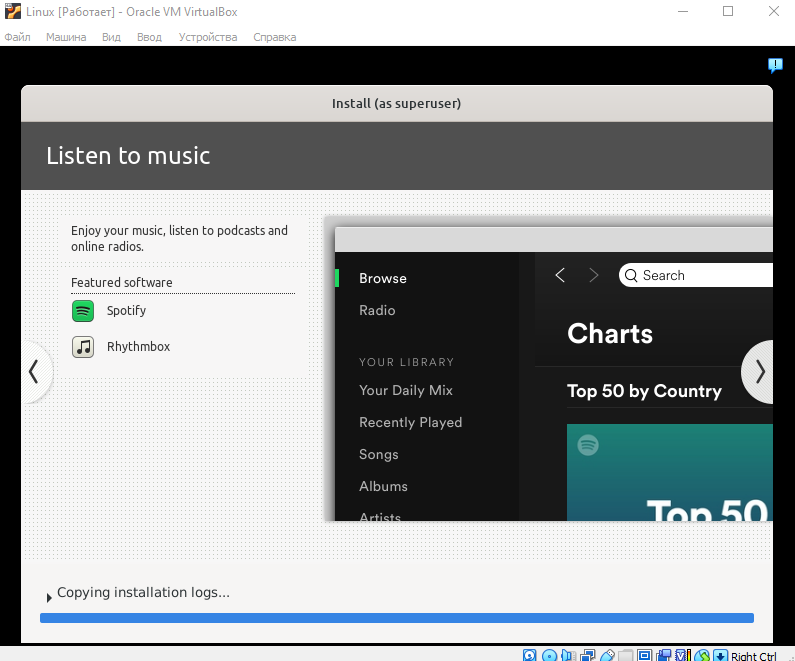 Linux [Работает] - Oracle VM VirtualBox
Файл Машина Вид Ввод Устройства Справка
Install (as superuser)
Listen to music
Enjoy your music, listen to podcasts and
online radios.
Featured software
Spotify
Rhythmbox
Browse
Radio
YOUR LIBRARY
Your Daily Mix
Recently Played
Songs
Albums
Artists
Search
Charts
Top 50 by Country
Top 50
Copying installation logs...
Right Ctrl